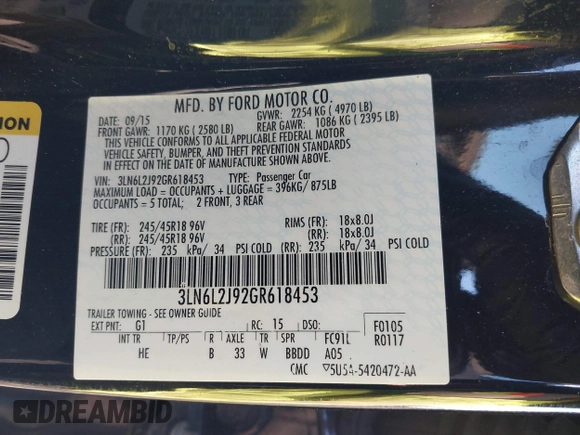 MFD. BY FORD MOTOR CO.
DATE: 09/15 GVWR: 2254 KG ( 4970 LB)
FRONT GAWR: 1170 KG ( 2580 LB) REAR GAWR: 1086 KG ( 2395 LB)
THIS VEHICLE CONFORMS TO ALL APPLICABLE FEDERAL MOTOR
VEHICLE SAFETY, BUMPER, AND THEFT PREVENTION STANDARDS
IN EFFECT ON THE DATE OF MANUFACTURE SHOWN ABOVE.
VIN: 3LN6L2J92GR618453 TYPE: Passenger Car
MAXIMUM LOAD = OCCUPANTS + LUGGAGE = 396KG/ 875LB
OCCUPANTS = 5 TOTAL; 2 FRONT, 3 REAR
TIRE (FR): 245/45R18 96V RIMS (FR): 18x8.0J
(RR): 245/45R18 96V (RR): 18x8.0J
PRESSURE (FR): 235 kPa/ 34 PSI COLD (RR): 235 kPa/ 34 PSI COLD
3LN6L2J92GR618453
TRAILER TOWING - SEE OWNER GUIDE
EXT PNT: G1 RC: 15 DSO: F0105
R0117
INT TR TP/PS R AXLE TR SPR FC91L
HE B 33 W BBDD A05
CMC ▽5U5A-5420472-AA
DREAMBID